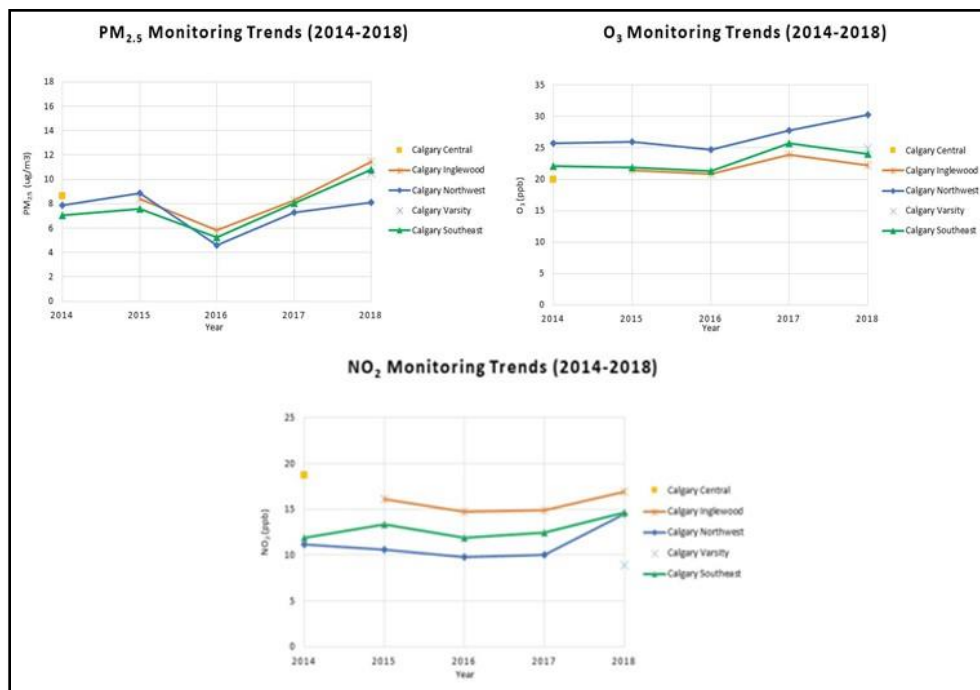 PM2.5 Monitoring Trends (2014-2018)
18
16
14
12
10
8
6
4
2
0
PM2.5 (ug/m3)
2014 2015 2016 2017 2018
Year
Calgary Central
Calgary Inglewood
Calgary Northwest
Calgary Varsity
Calgary Southeast
O3 Monitoring Trends (2014-2018)
35
30
25
20
15
10
5
0
O3 (ppb)
2014 2015 2016 2017 2018
Year
Calgary Central
Calgary Inglewood
Calgary Northwest
Calgary Varsity
Calgary Southeast
NO2 Monitoring Trends (2014-2018)
25
20
15
10
5
0
NO2 (ppb)
2014 2015 2016 2017 2018
Year
Calgary Central
Calgary Inglewood
Calgary Northwest
Calgary Varsity
Calgary Southeast